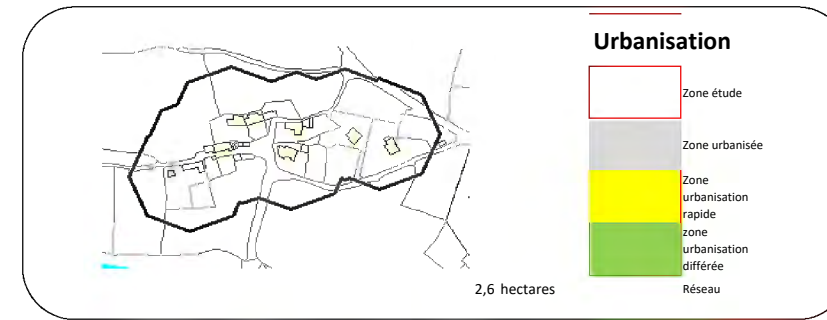 Urbanisation
Zone étude
Zone urbanisée
Zone
urbanisation
rapide
zone
urbanisation
différée
2,6 hectares
Réseau